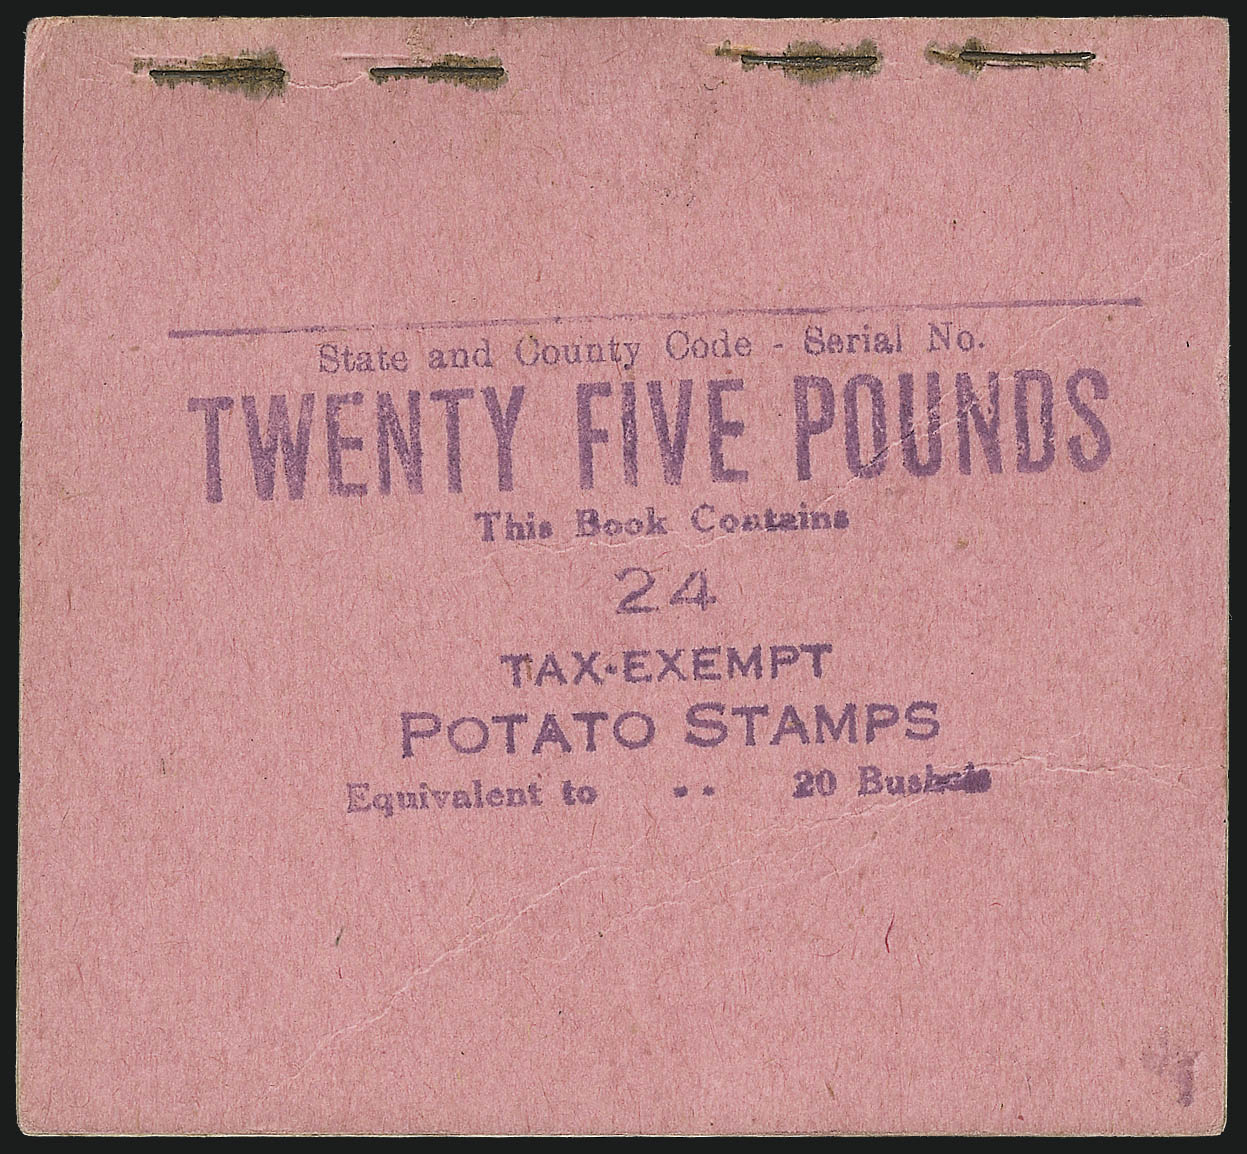 State and County Code - Serial No.
TWENTY FIVE POUNDS
This Book Contains
24
TAX-EXEMPT
POTATO STAMPS
Equivalent to .. 20 Bushels